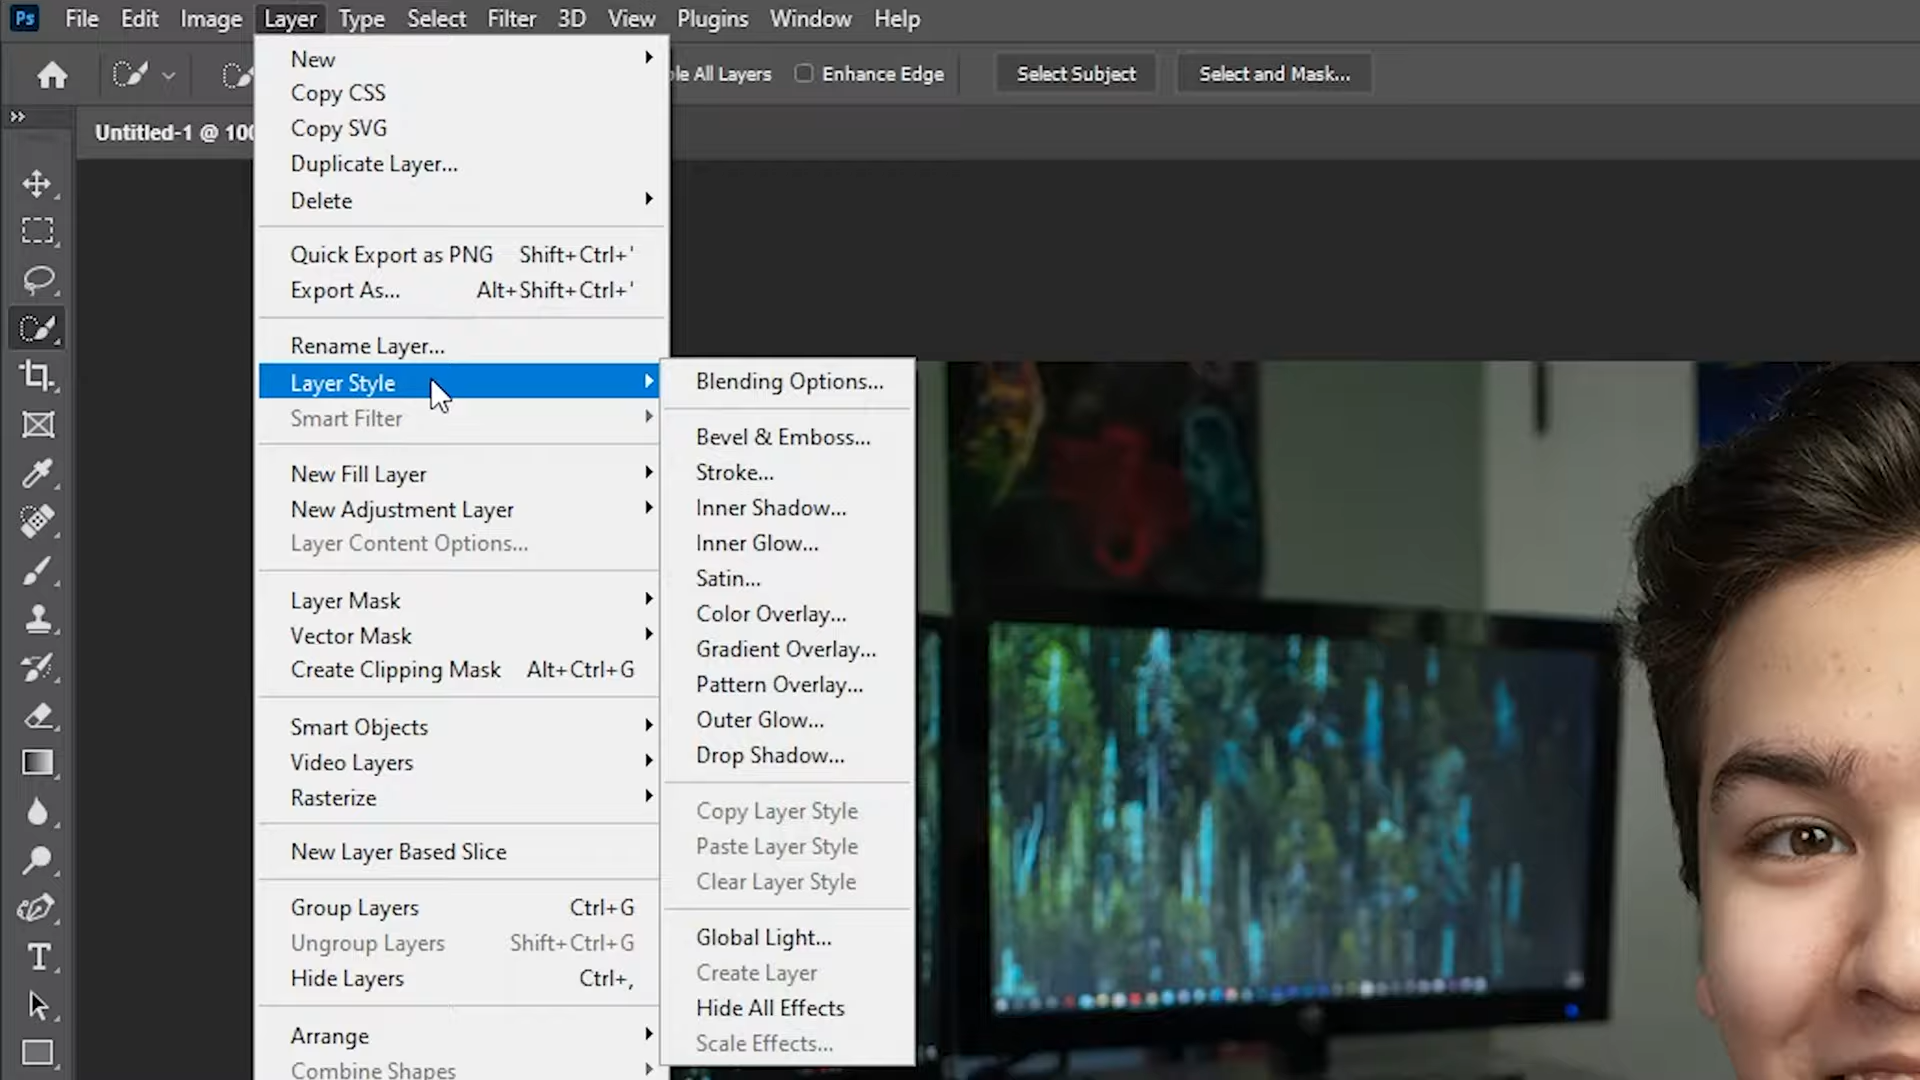 Ps File Edit Image Layer Type Select Filter 3D View Plugins Window Help
le All Layers Enhance Edge Select Subject Select and Mask...
Untitled-1 @ 100
New
Copy CSS
Copy SVG
Duplicate Layer...
Delete
Quick Export as PNG Shift+Ctrl+'
Export As... Alt+Shift+Ctrl+'
Rename Layer...
Layer Style
Smart Filter
New Fill Layer
New Adjustment Layer
Layer Content Options...
Layer Mask
Vector Mask
Create Clipping Mask Alt+Ctrl+G
Smart Objects
Video Layers
Rasterize
New Layer Based Slice
Group Layers Ctrl+G
Ungroup Layers Shift+Ctrl+G
Hide Layers Ctrl+,
Arrange
Combine Shapes
Blending Options...
Bevel & Emboss...
Stroke...
Inner Shadow...
Inner Glow...
Satin...
Color Overlay...
Gradient Overlay...
Pattern Overlay...
Outer Glow...
Drop Shadow...
Copy Layer Style
Paste Layer Style
Clear Layer Style
Global Light...
Create Layer
Hide All Effects
Scale Effects...